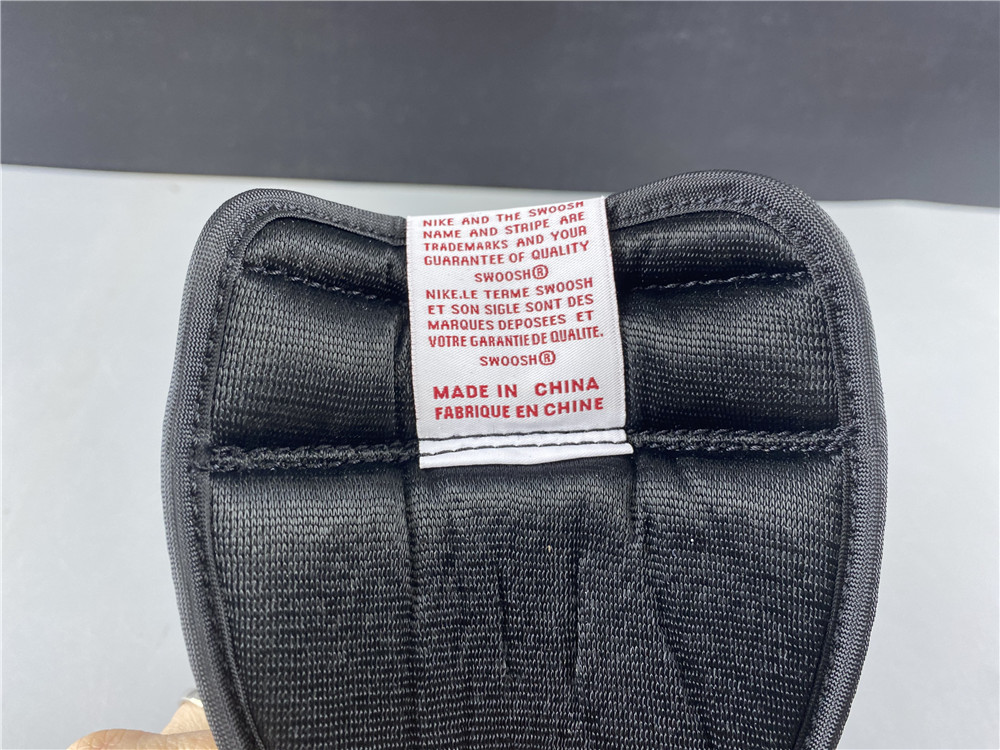 NIKE AND THE SWOOSH
NAME AND STRIPE ARE
TRADEMARKS AND YOUR
GUARANTEE OF QUALITY
SWOOSH®
NIKE.LE TERME SWOOSH
ET SON SIGLE SONT DES
MARQUES DEPOSEES ET
VOTRE GARANTIE DE QUALITE.
SWOOSH®
MADE IN CHINA
FABRIQUE EN CHINE